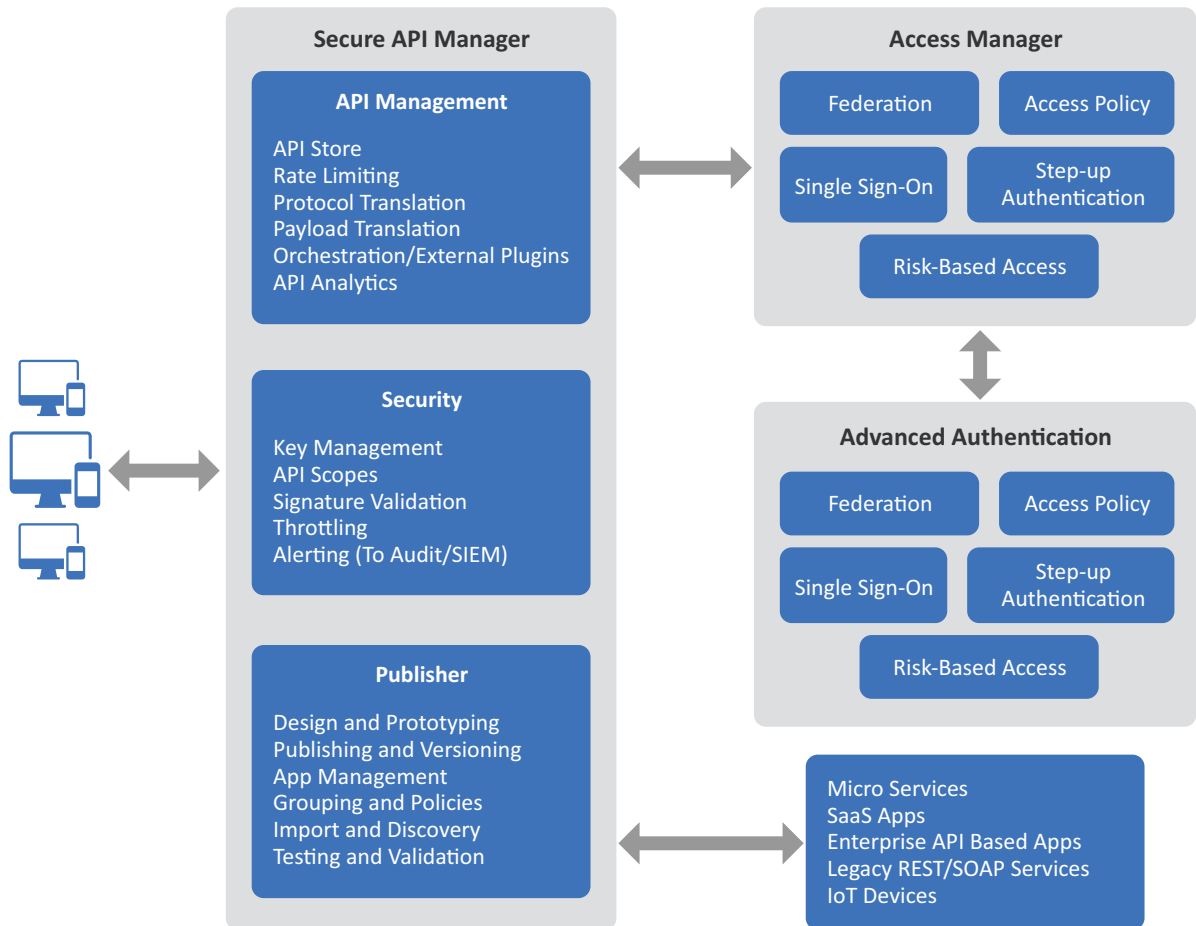 Secure API Manager
API Management
API Store
Rate Limiting
Protocol Translation
Payload Translation
Orchestration/External Plugins
API Analytics
Security
Key Management
API Scopes
Signature Validation
Throttling
Alerting (To Audit/SIEM)
Publisher
Design and Prototyping
Publishing and Versioning
App Management
Grouping and Policies
Import and Discovery
Testing and Validation
Access Manager
Federation
Access Policy
Single Sign-On
Step-up
Authentication
Risk-Based Access
Advanced Authentication
Federation
Access Policy
Single Sign-On
Step-up
Authentication
Risk-Based Access
Micro Services
SaaS Apps
Enterprise API Based Apps
Legacy REST/SOAP Services
IoT Devices